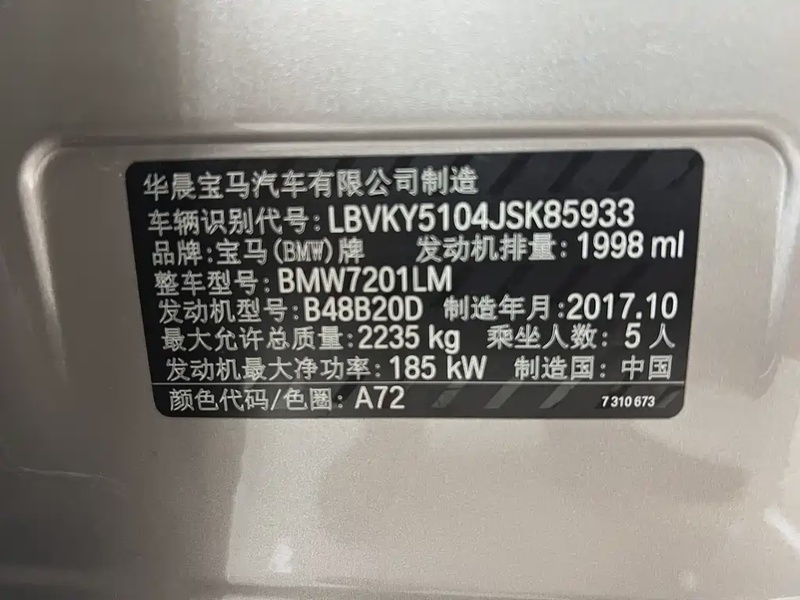 华晨宝马汽车有限公司制造
车辆识别代号: LBVKY5104JSK85933
品牌: 宝马(BMW)牌 发动机排量: 1998 ml
整车型号: BMW7201LM
发动机型号: B48B20D 制造年月: 2017.10
最大允许总质量: 2235 kg 乘坐人数: 5 人
发动机最大净功率: 185 kW 制造国: 中国
颜色代码/色圈: A72 7 310 673